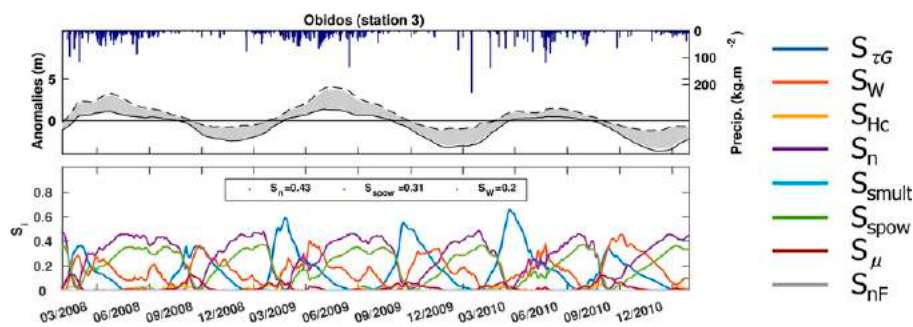 Obidos (station 3)
Anomalies (m)
5
0
0
100
200
Precip. (kg.m⁻²)
S_i
0.8
0.6
0.4
0.2
0
S_n=0.43 S_spow=0.31 S_W=0.2
03/2008 06/2008 09/2008 12/2008 03/2009 06/2009 09/2009 12/2009 03/2010 06/2010 09/2010 12/2010
S_τG
S_W
S_Hc
S_n
S_smult
S_spow
S_μ
S_nF